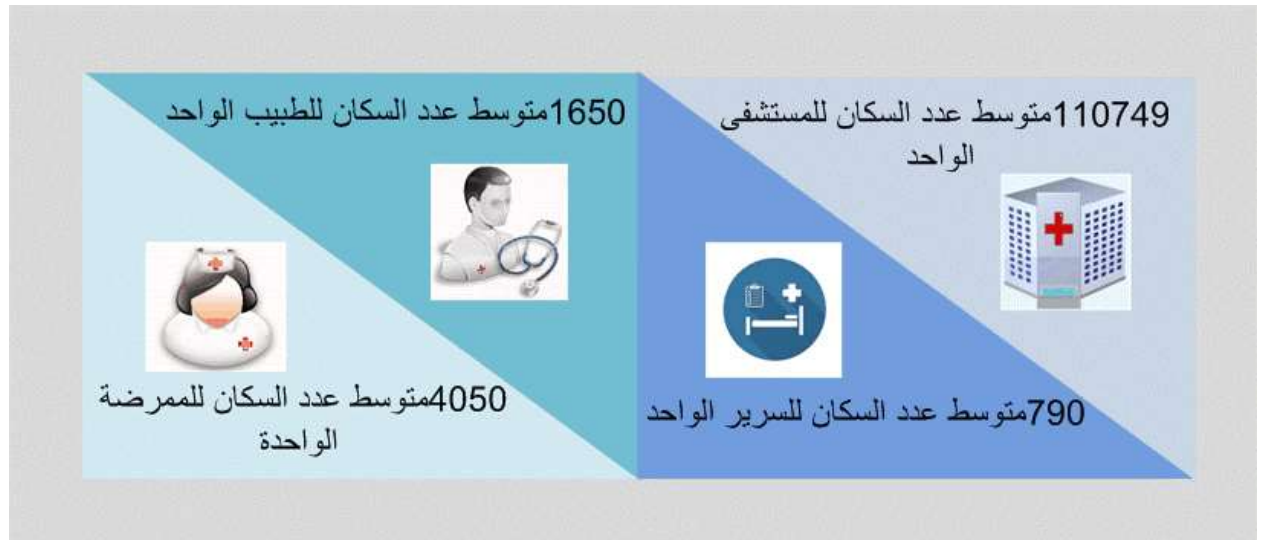 110749متوسط عدد السكان للمستشفى
الواحد
790متوسط عدد السكان للسرير الواحد
1650متوسط عدد السكان للطبيب الواحد
4050متوسط عدد السكان للممرضة
الواحدة